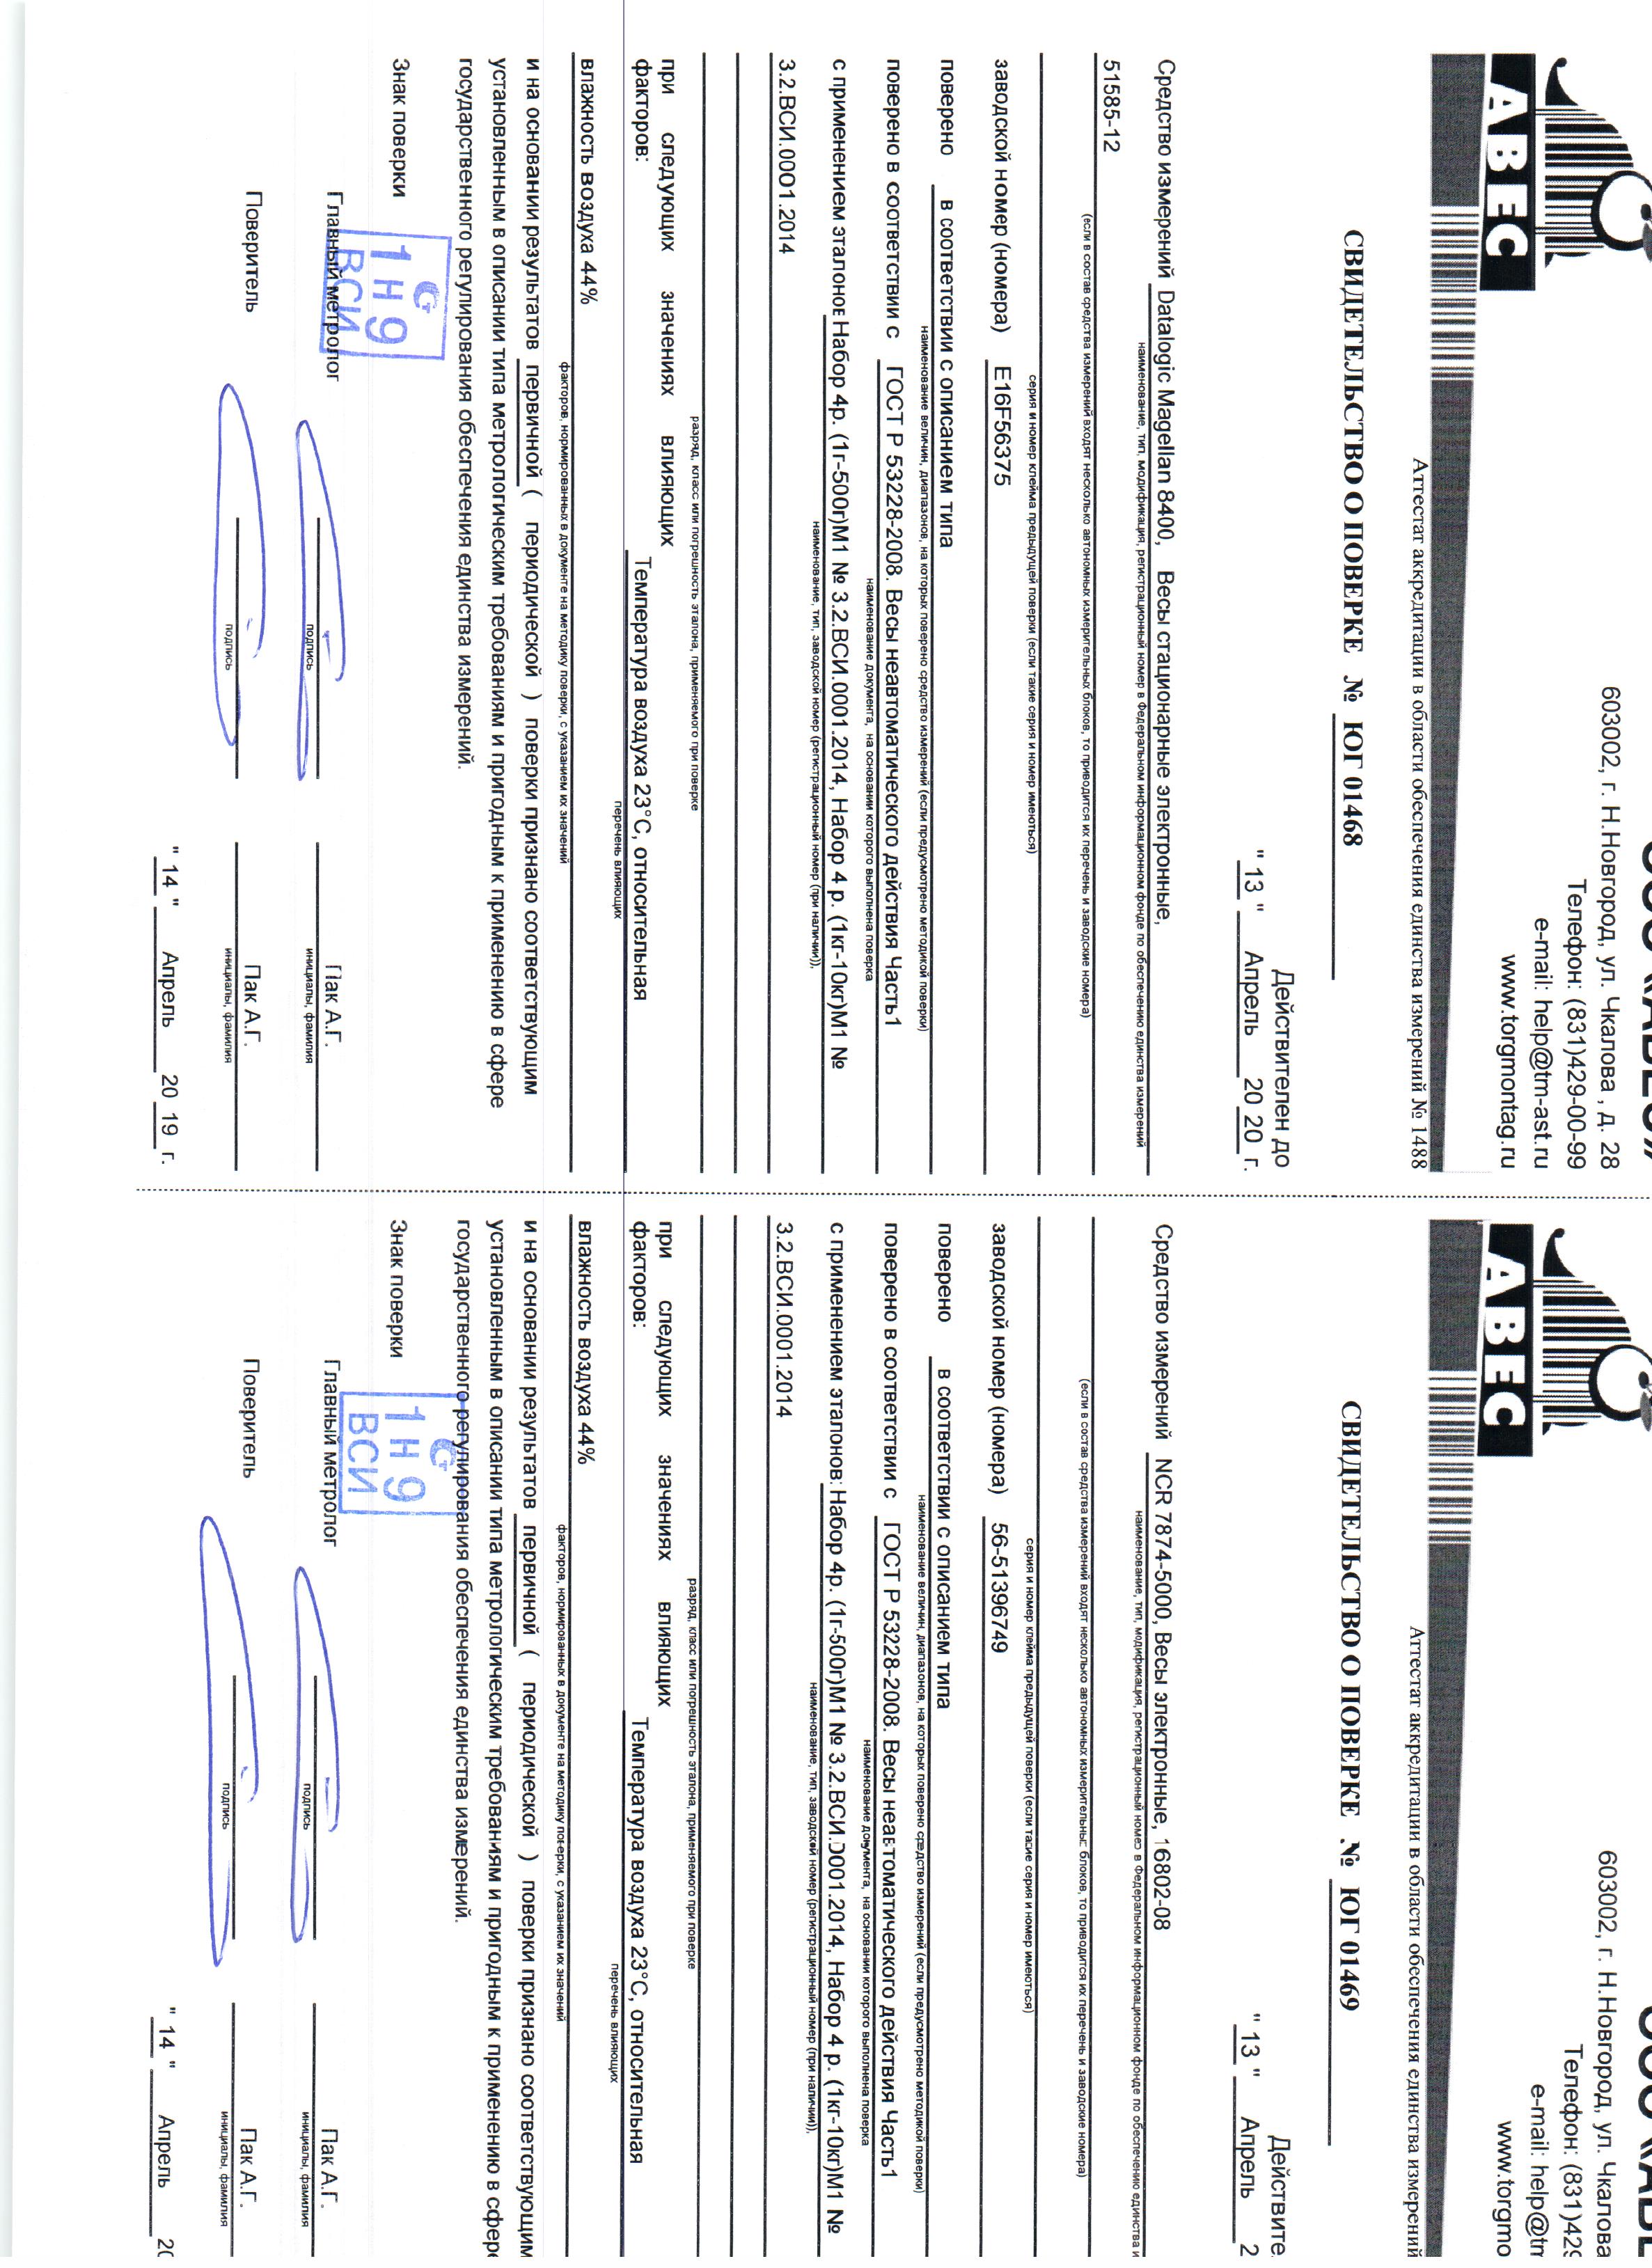 ООО «АВЕС»
603002, г. Н.Новгород, ул. Чкалова , д. 28
Телефон: (831)429-00-99
e-mail: help@tm-ast.ru
www.torgmontag.ru
АВЕС
Аттестат аккредитации в области обеспечения единства измерений № 1488
СВИДЕТЕЛЬСТВО О ПОВЕРКЕ № ЮГ 01468
Действителен до
" 13 " Апрель 20 20 г.
Средство измерений Datalogic Magellan 8400, Весы стационарные электронные,
наименование, тип, модификация, регистрационный номер в Федеральном информационном фонде по обеспечению единства измерений
51585-12
(если в состав средства измерений входят несколько автономных измерительных блоков, то приводится их перечень и заводские номера)
серия и номер клейма предыдущей поверки (если такие серия и номер имеються)
заводской номер (номера) E16F56375
поверено в соответствии с описанием типа
наименование величин, диапазонов, на которых поверено средство измерений (если предусмотрено методикой поверки)
поверено в соответствии с ГОСТ Р 53228-2008. Весы неавтоматического действия Часть1
наименование документа, на основании которого выполнена поверка
с применением эталонов Набор 4р. (1г-500г)М1 № 3.2.ВСИ.0001.2014, Набор 4 р. (1кг-10кг)М1 №
наименование, тип, заводской номер (регистрационный номер (при наличии)),
3.2.ВСИ.0001.2014
разряд, класс или погрешность эталона, применяемого при поверке
при следующих значениях влияющих
факторов: Температура воздуха 23°С, относительная
перечень влияющих
влажность воздуха 44%
факторов, нормированных в документе на методику поверки, с указанием их значений
и на основании результатов первичной ( периодической ) поверки признано соответствующим
установленным в описании типа метрологическим требованиям и пригодным к применению в сфере
государственного регулирования обеспечения единства измерений.
Знак поверки
1 Н 9
ВСИ
Главный метролог Пак А.Г.
подпись инициалы, фамилия
Поверитель Пак А.Г.
подпись инициалы, фамилия
" 14 " Апрель 20 19 г.
ООО «АВЕ
603002, г. Н.Новгород, ул. Чкалова
Телефон: (831)429
e-mail: help@tm
www.torgmo
АВЕС
Аттестат аккредитации в области обеспечения единства измерений
СВИДЕТЕЛЬСТВО О ПОВЕРКЕ № ЮГ 01469
Действите
" 13 " Апрель 2
Средство измерений NCR 7874-5000, Весы электронные, 16802-08
наименование, тип, модификация, регистрационный номер в Федеральном информационном фонде по обеспечению единства и
(если в состав средства измерений входят несколько автономных измерительных блоков, то приводится их перечень и заводские номера)
серия и номер клейма предыдущей поверки (если такие серия и номер имеються)
заводской номер (номера) 56-51396749
поверено в соответствии с описанием типа
наименование величин, диапазонов, на которых поверено средство измерений (если предусмотрено методикой поверки)
поверено в соответствии с ГОСТ Р 53228-2008. Весы неавтоматического действия Часть1
наименование документа, на основании которого выполнена поверка
с применением эталонов: Набор 4р. (1г-500г)М1 № 3.2.ВСИ.0001.2014, Набор 4 р. (1кг-10кг)М1 №
наименование, тип, заводской номер (регистрационный номер (при наличии)),
3.2.ВСИ.0001.2014
разряд, класс или погрешность эталона, применяемого при поверке
при следующих значениях влияющих
факторов: Температура воздуха 23°С, относительная
перечень влияющих
влажность воздуха 44%
факторов, нормированных в документе на методику поверки, с указанием их значений
и на основании результатов первичной ( периодической ) поверки признано соответствующим
установленным в описании типа метрологическим требованиям и пригодным к применению в сфере
государственного регулирования обеспечения единства измерений.
Знак поверки
1 Н 9
ВСИ
Главный метролог Пак А.Г.
подпись инициалы, фамилия
Поверитель Пак А.Г.
подпись инициалы, фамилия
" 14 " Апрель 20